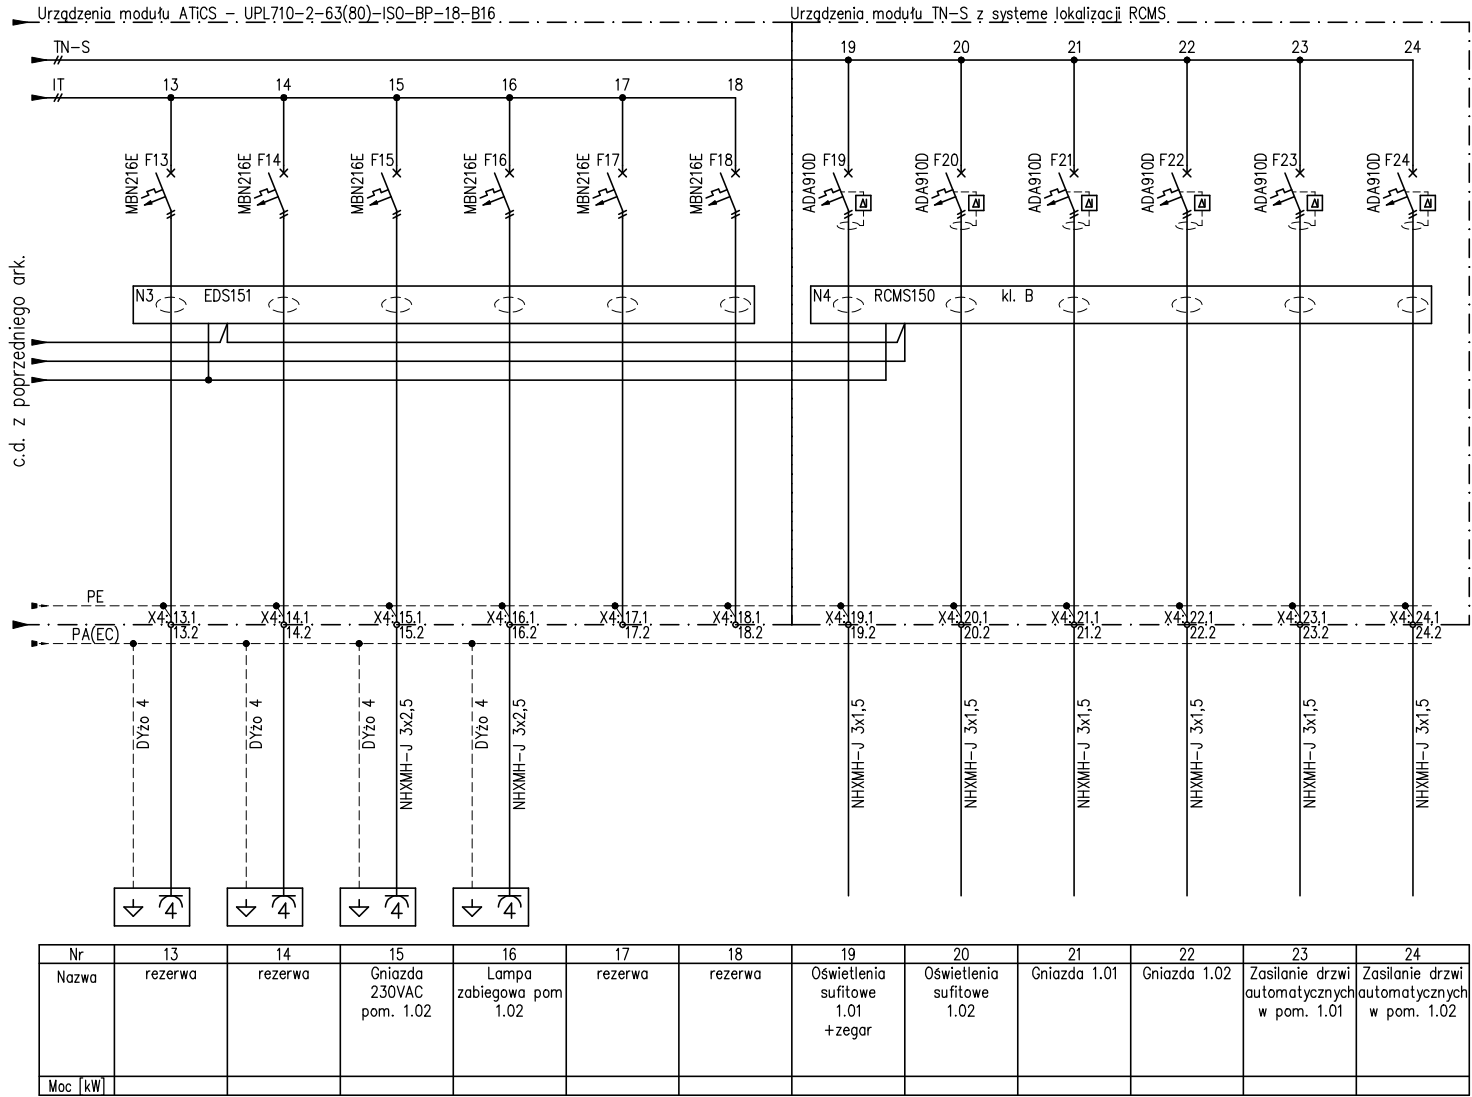 Urządzenia modułu ATiCS - UPL710-2-63(80)-ISO-BP-18-B16
Urządzenia modułu TN-S z systeme lokalizacji RCMS
TN-S
19 20 21 22 23 24
IT
13 14 15 16 17 18
MBN216E F13
MBN216E F14
MBN216E F15
MBN216E F16
MBN216E F17
MBN216E F18
ADA910D F19
ADA910D F20
ADA910D F21
ADA910D F22
ADA910D F23
ADA910D F24
ΔI ΔI ΔI ΔI ΔI ΔI
c.d. z poprzedniego ark.
N3 EDS151
N4 RCMS150 kl. B
PE
X4:13.1 X4:14.1 X4:15.1 X4:16.1 X4:17.1 X4:18.1 X4:19.1 X4:20.1 X4:21.1 X4:22.1 X4:23.1 X4:24.1
PA(EC)
13.2 14.2 15.2 16.2 17.2 18.2 19.2 20.2 21.2 22.2 23.2 24.2
DYżo 4
DYżo 4
DYżo 4
NHXMH-J 3x2,5
DYżo 4
NHXMH-J 3x2,5
NHXMH-J 3x1,5
NHXMH-J 3x1,5
NHXMH-J 3x1,5
NHXMH-J 3x1,5
NHXMH-J 3x1,5
NHXMH-J 3x1,5
4 4 4 4
Nr 13 14 15 16 17 18 19 20 21 22 23 24
Nazwa
rezerwa
rezerwa
Gniazda
230VAC
pom. 1.02
Lampa
zabiegowa pom
1.02
rezerwa
rezerwa
Oświetlenia
sufitowe
1.01
+zegar
Oświetlenia
sufitowe
1.02
Gniazda 1.01
Gniazda 1.02
Zasilanie drzwi
automatycznych
w pom. 1.01
Zasilanie drzwi
automatycznych
w pom. 1.02
Moc [kW]